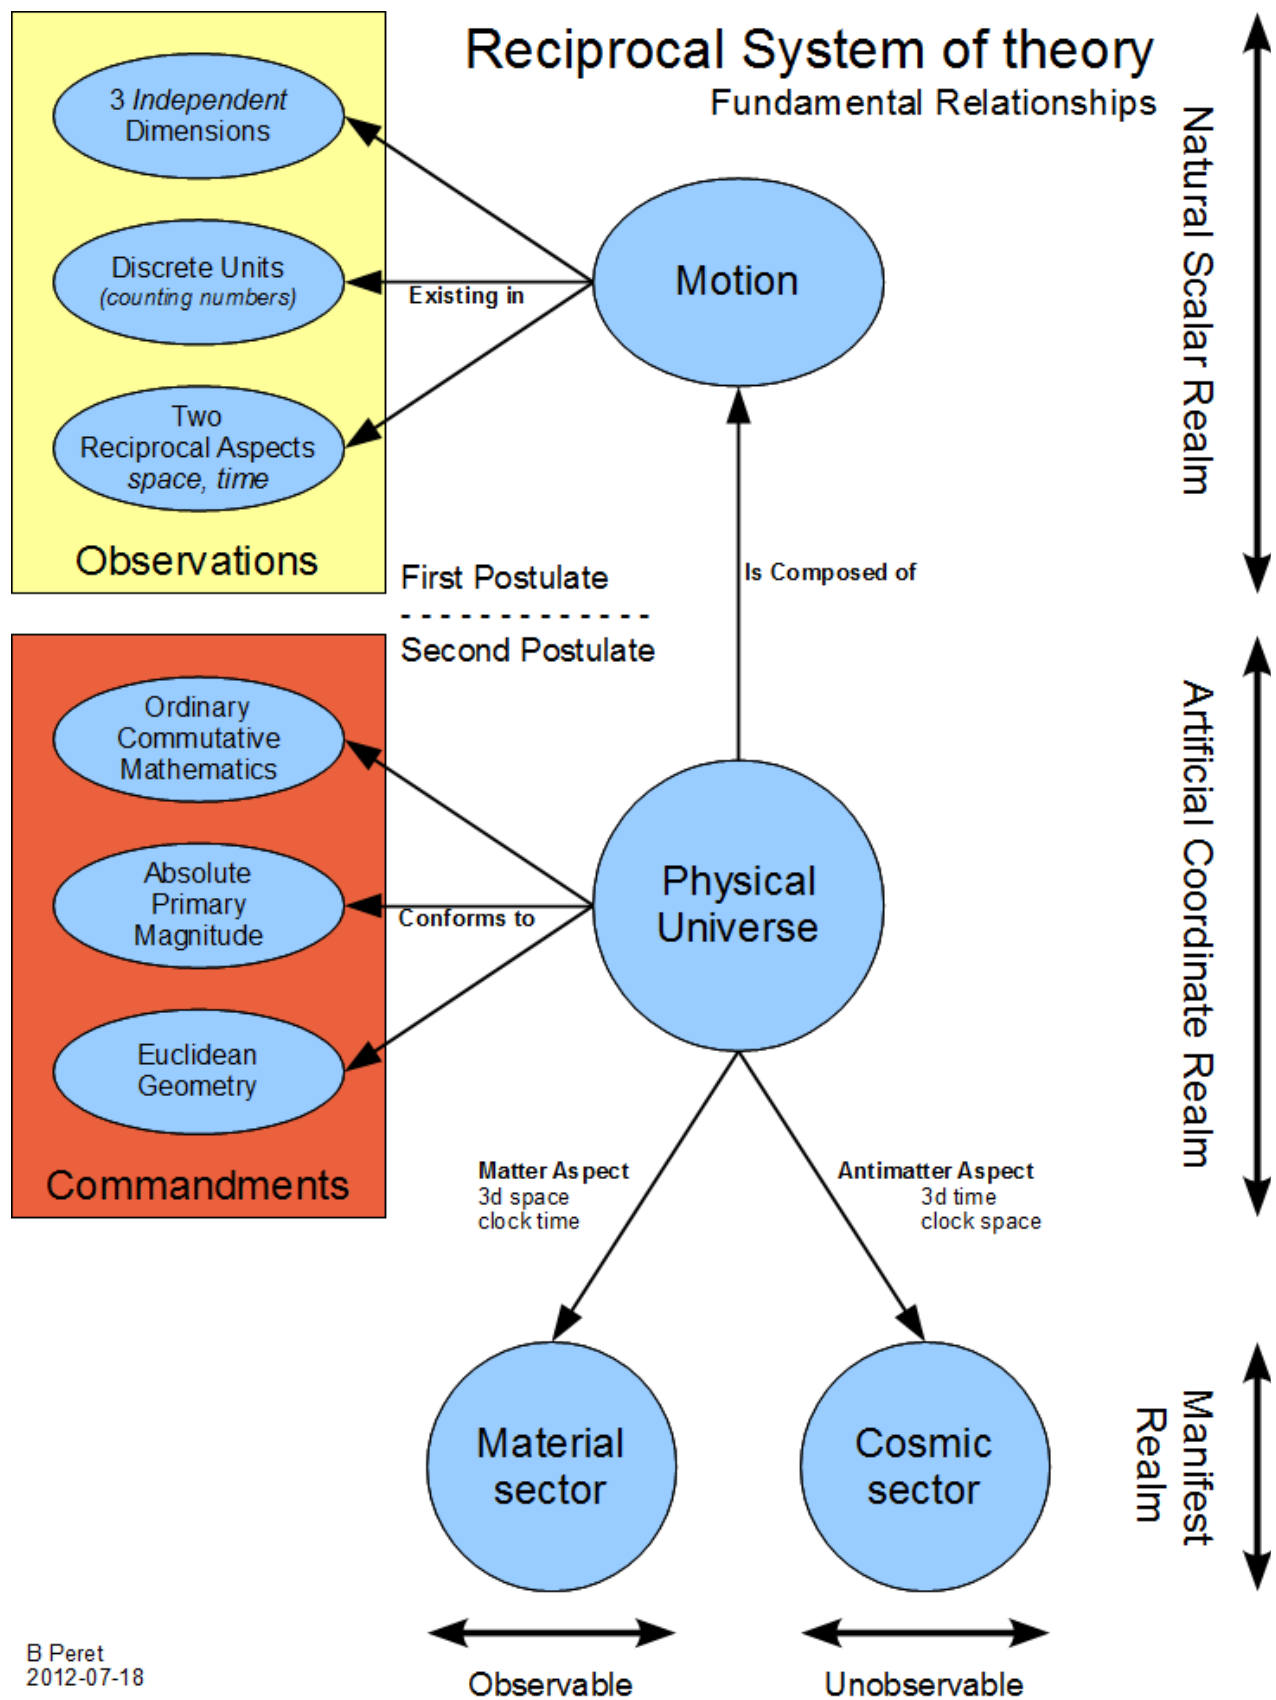 Reciprocal System of theory
Fundamental Relationships
3 Independent
Dimensions
Discrete Units
(counting numbers)
Two
Reciprocal Aspects
space, time
Observations
Existing in
Motion
Natural Scalar Realm
First Postulate
- - - - - - - - - - - - -
Second Postulate
Is Composed of
Ordinary
Commutative
Mathematics
Absolute
Primary
Magnitude
Euclidean
Geometry
Commandments
Conforms to
Physical
Universe
Artificial Coordinate Realm
Matter Aspect
3d space
clock time
Antimatter Aspect
3d time
clock space
Material
sector
Cosmic
sector
Manifest
Realm
Observable
Unobservable
B Peret
2012-07-18